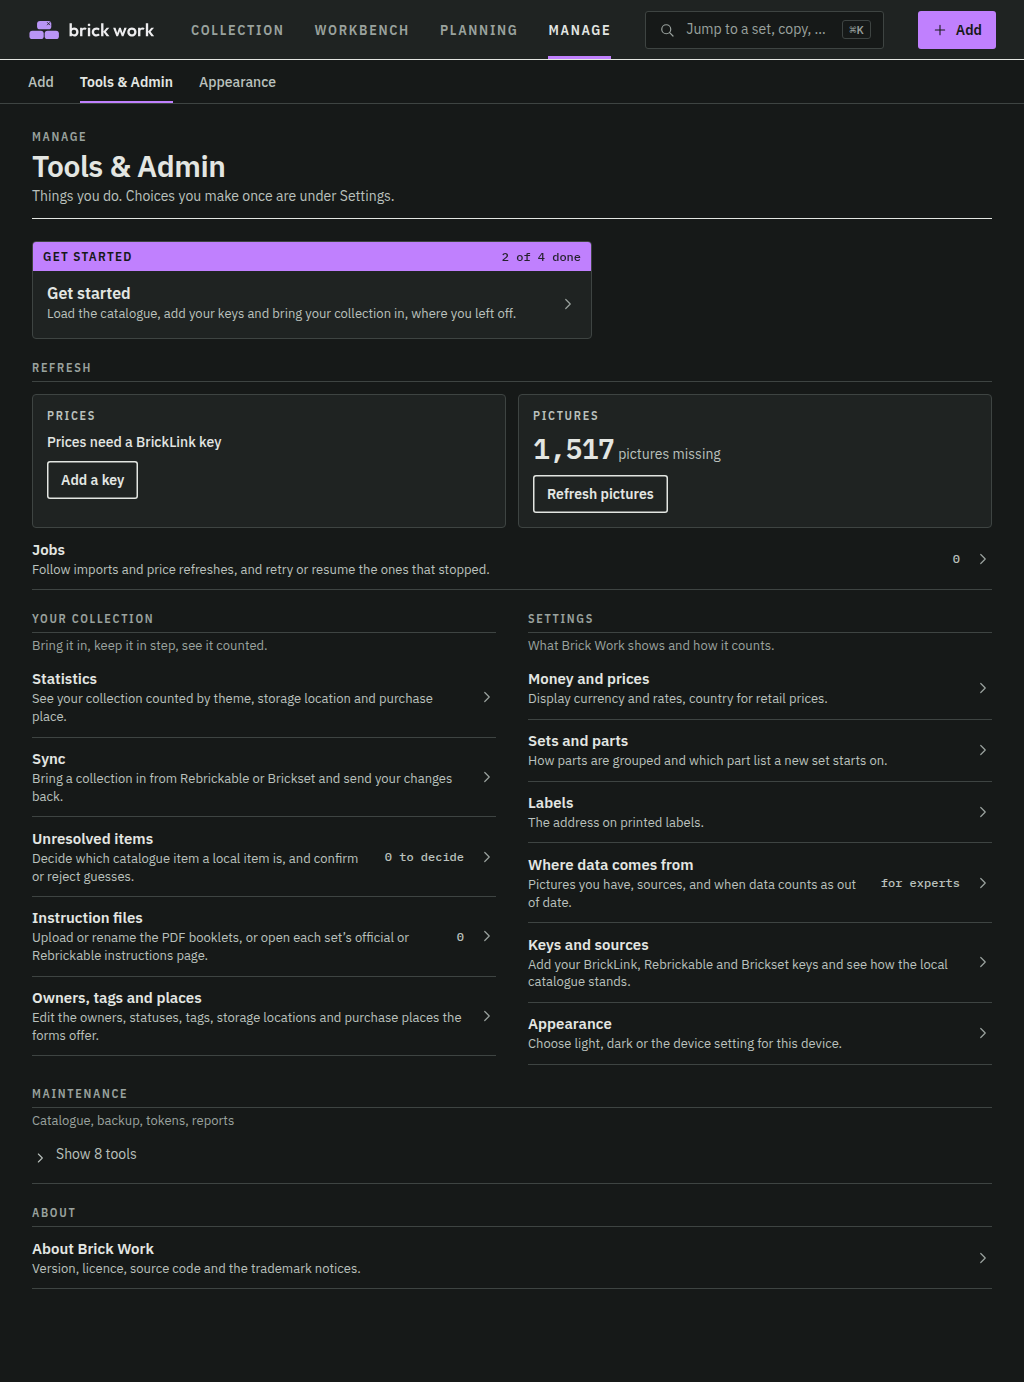 brick work
COLLECTION
WORKBENCH
PLANNING
MANAGE
Jump to a set, copy, ...
⌘K
Add
Add
Tools & Admin
Appearance
MANAGE
Tools & Admin
Things you do. Choices you make once are under Settings.
GET STARTED
2 of 4 done
Get started
Load the catalogue, add your keys and bring your collection in, where you left off.
REFRESH
PRICES
Prices need a BrickLink key
Add a key
PICTURES
1,517 pictures missing
Refresh pictures
Jobs
Follow imports and price refreshes, and retry or resume the ones that stopped.
0
YOUR COLLECTION
Bring it in, keep it in step, see it counted.
Statistics
See your collection counted by theme, storage location and purchase
place.
Sync
Bring a collection in from Rebrickable or Brickset and send your changes
back.
Unresolved items
Decide which catalogue item a local item is, and confirm
or reject guesses.
0 to decide
Instruction files
Upload or rename the PDF booklets, or open each set’s official or
Rebrickable instructions page.
0
Owners, tags and places
Edit the owners, statuses, tags, storage locations and purchase places the
forms offer.
SETTINGS
What Brick Work shows and how it counts.
Money and prices
Display currency and rates, country for retail prices.
Sets and parts
How parts are grouped and which part list a new set starts on.
Labels
The address on printed labels.
Where data comes from
Pictures you have, sources, and when data counts as out
of date.
for experts
Keys and sources
Add your BrickLink, Rebrickable and Brickset keys and see how the local
catalogue stands.
Appearance
Choose light, dark or the device setting for this device.
MAINTENANCE
Catalogue, backup, tokens, reports
Show 8 tools
ABOUT
About Brick Work
Version, licence, source code and the trademark notices.